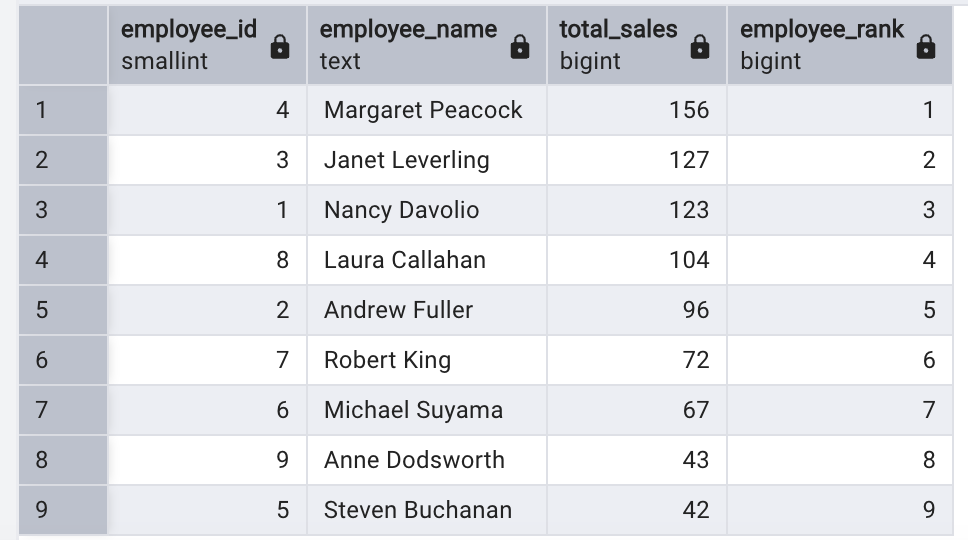 employee_id employee_name total_sales employee_rank
smallint text bigint bigint
1 4 Margaret Peacock 156 1
2 3 Janet Leverling 127 2
3 1 Nancy Davolio 123 3
4 8 Laura Callahan 104 4
5 2 Andrew Fuller 96 5
6 7 Robert King 72 6
7 6 Michael Suyama 67 7
8 9 Anne Dodsworth 43 8
9 5 Steven Buchanan 42 9